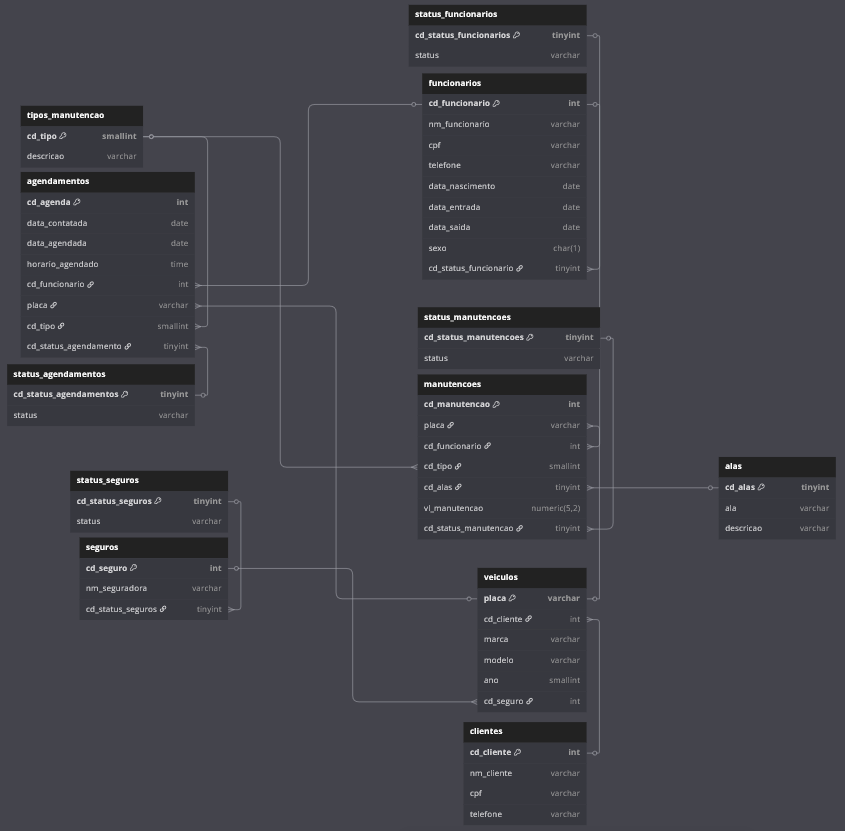 status_funcionarios
cd_status_funcionarios tinyint
status varchar
funcionarios
cd_funcionario int
nm_funcionario varchar
cpf varchar
telefone varchar
data_nascimento date
data_entrada date
data_saida date
sexo char(1)
cd_status_funcionario tinyint
tipos_manutencao
cd_tipo smallint
descricao varchar
agendamentos
cd_agenda int
data_contatada date
data_agendada date
horario_agendado time
cd_funcionario int
placa varchar
cd_tipo smallint
cd_status_agendamento tinyint
status_agendamentos
cd_status_agendamentos tinyint
status varchar
status_manutencoes
cd_status_manutencoes tinyint
status varchar
manutencoes
cd_manutencao int
placa varchar
cd_funcionario int
cd_tipo smallint
cd_alas tinyint
vl_manutencao numeric(5,2)
cd_status_manutencao tinyint
alas
cd_alas tinyint
ala varchar
descricao varchar
status_seguros
cd_status_seguros tinyint
status varchar
seguros
cd_seguro int
nm_seguradora varchar
cd_status_seguros tinyint
veiculos
placa varchar
cd_cliente int
marca varchar
modelo varchar
ano smallint
cd_seguro int
clientes
cd_cliente int
nm_cliente varchar
cpf varchar
telefone varchar